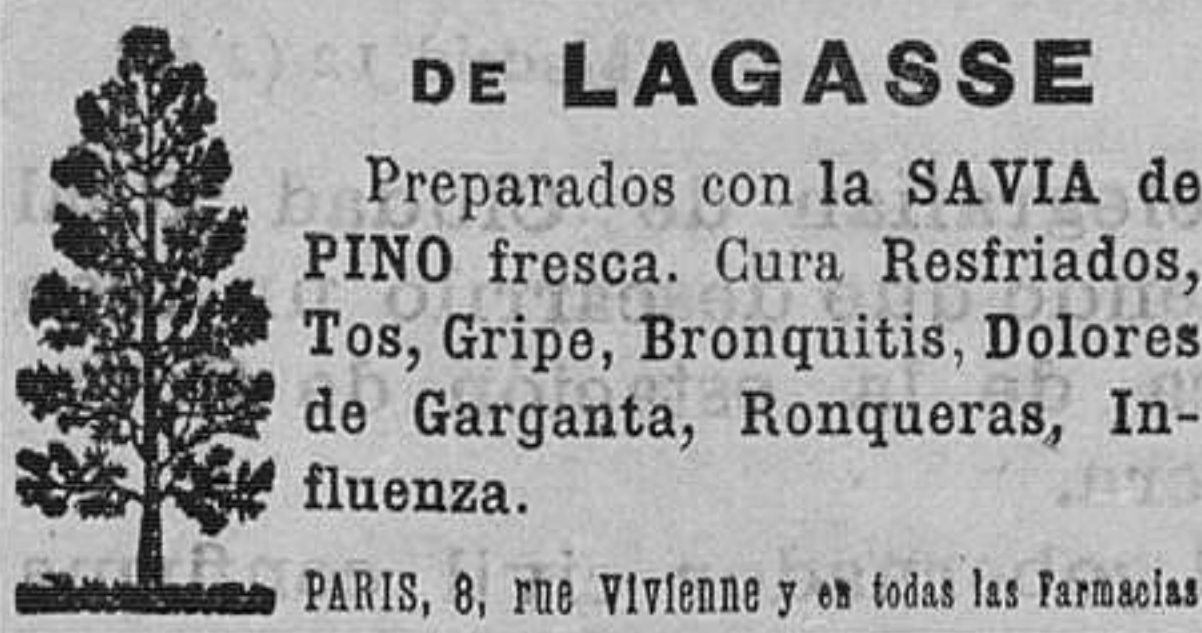 DE LAGASSE
Preparados con la SAVIA de
PINO fresca. Cura Resfriados,
Tos, Gripe, Bronquitis, Dolores
de Garganta, Ronqueras, In-
fluenza.
PARIS, 8, rue Vivienne y en todas las Farmacias